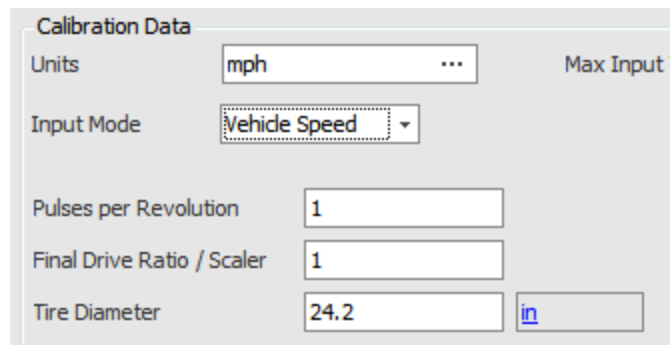 Calibration Data
Units mph ... Max Input
Input Mode Vehicle Speed
Pulses per Revolution 1
Final Drive Ratio / Scaler 1
Tire Diameter 24.2 in